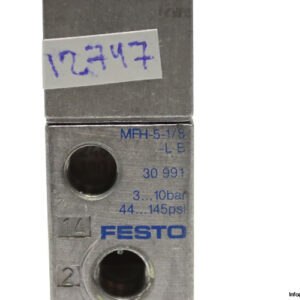 12747
MFH-5-1/8
-L B
30 991
3...10bar
44...145psi
14
FESTO
2